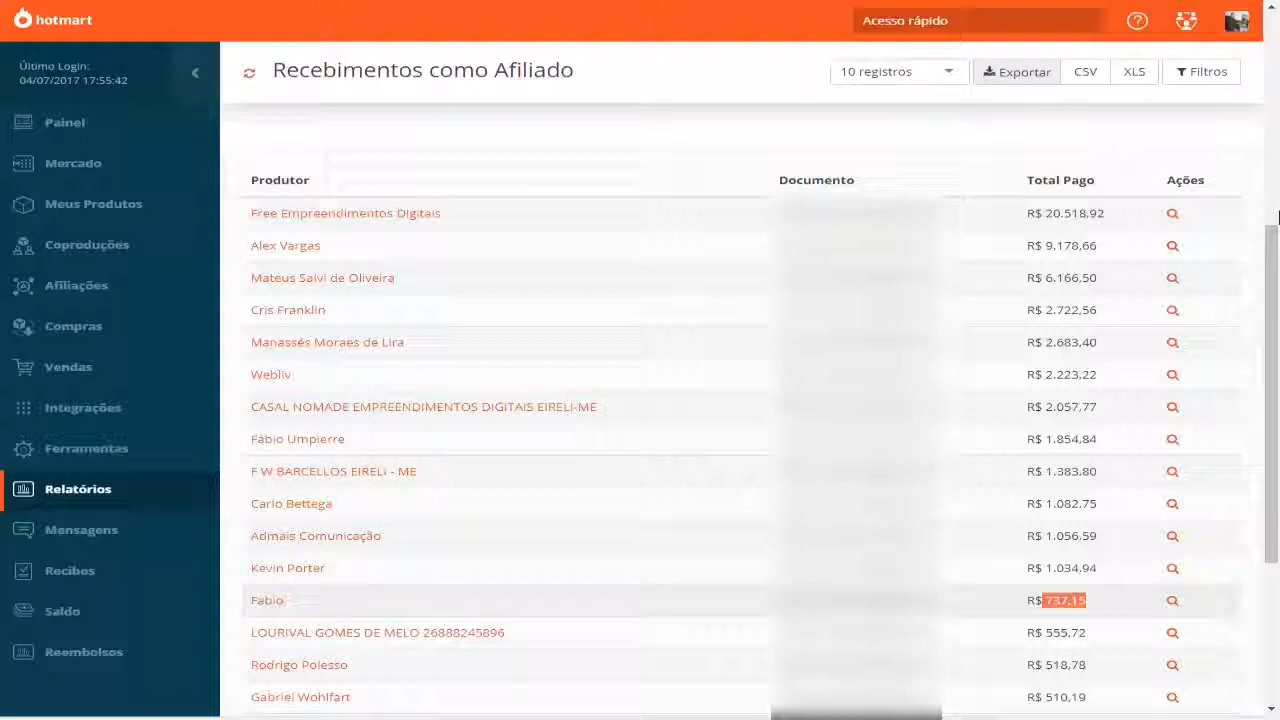 hotmart
Acesso rápido
Último Login:
04/07/2017 17:55:42
Painel
Mercado
Meus Produtos
Coproduções
Afiliações
Compras
Vendas
Integrações
Ferramentas
Relatórios
Mensagens
Recibos
Saldo
Reembolsos
Recebimentos como Afiliado
10 registros
Exportar CSV XLS Filtros
Produtor Documento Total Pago Ações
Free Empreendimentos Digitais R$ 20.518,92
Alex Vargas R$ 9.178,66
Mateus Salvi de Oliveira R$ 6.166,50
Cris Franklin R$ 2.722,56
Manassés Moraes de Lira R$ 2.683,40
Webliv R$ 2.223,22
CASAL NOMADE EMPREENDIMENTOS DIGITAIS EIRELI-ME R$ 2.057,77
Fábio Umpierre R$ 1.854,84
F W BARCELLOS EIRELI - ME R$ 1.383,80
Carlo Bettega R$ 1.082,75
Admais Comunicação R$ 1.056,59
Kevin Porter R$ 1.034,94
Fabio R$ 737,15
LOURIVAL GOMES DE MELO 26888245896 R$ 555,72
Rodrigo Polesso R$ 518,78
Gabriel Wohlfart R$ 510,19